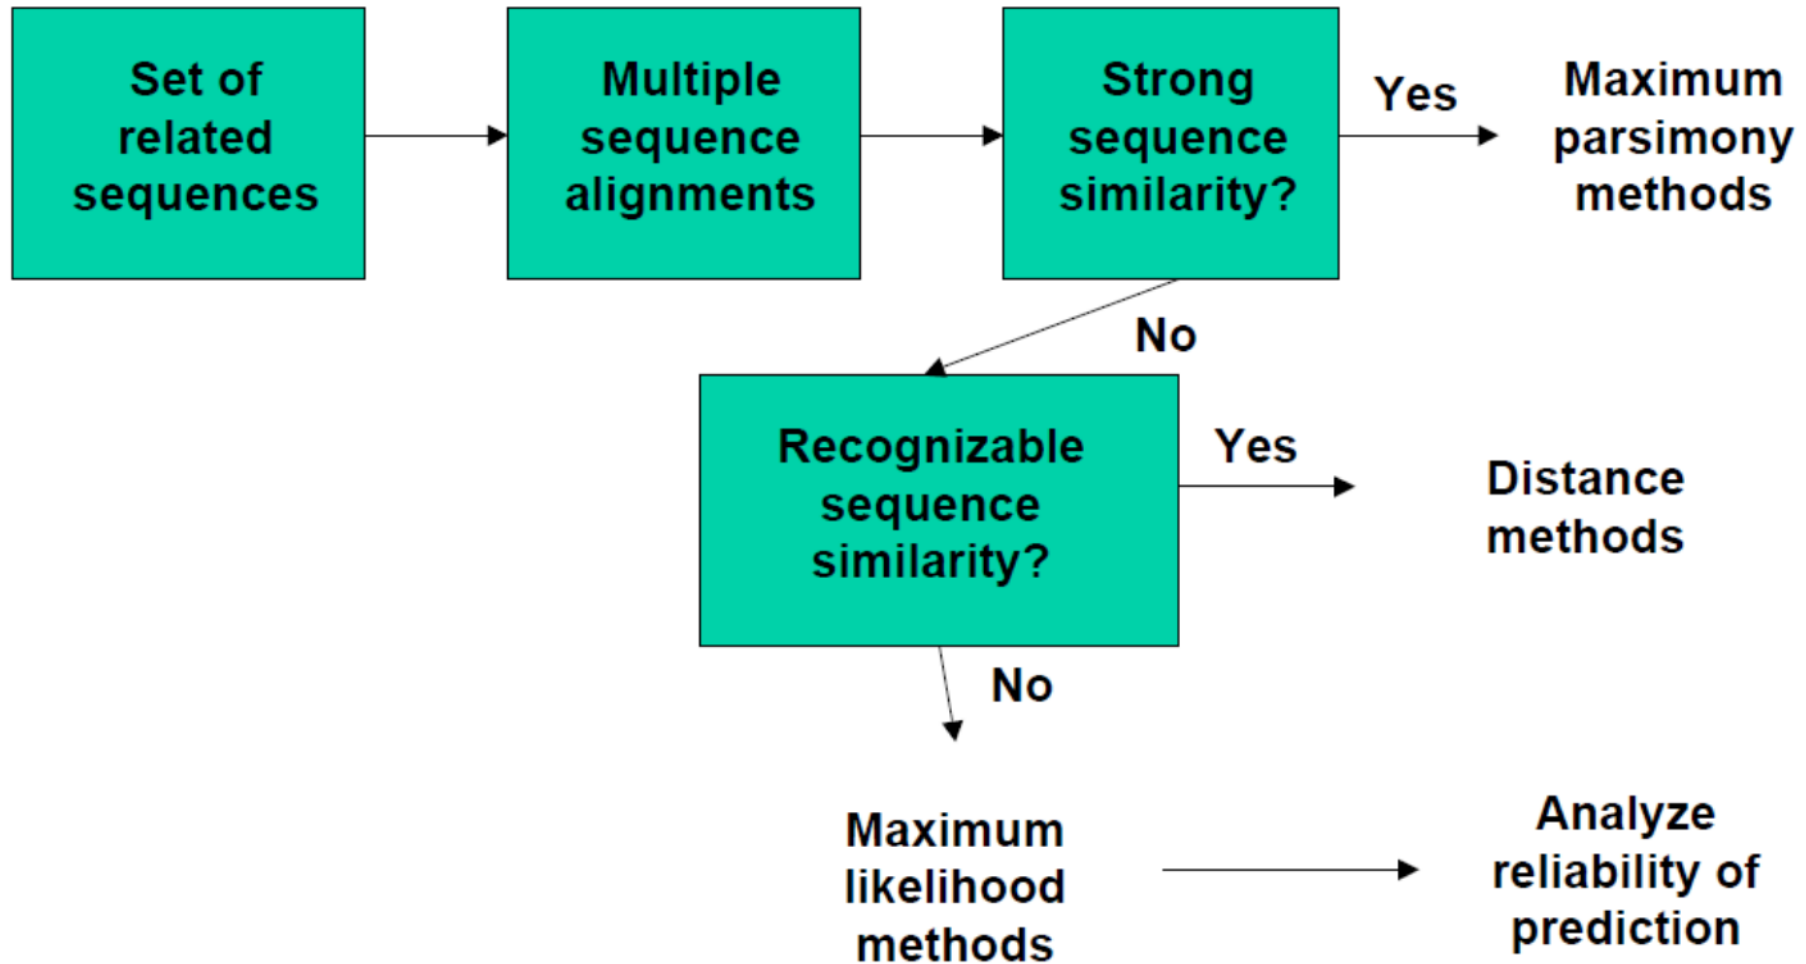 Set of
related
sequences
Multiple
sequence
alignments
Strong
sequence
similarity?
Yes
Maximum
parsimony
methods
No
Recognizable
sequence
similarity?
Yes
Distance
methods
No
Maximum
likelihood
methods
Analyze
reliability of
prediction